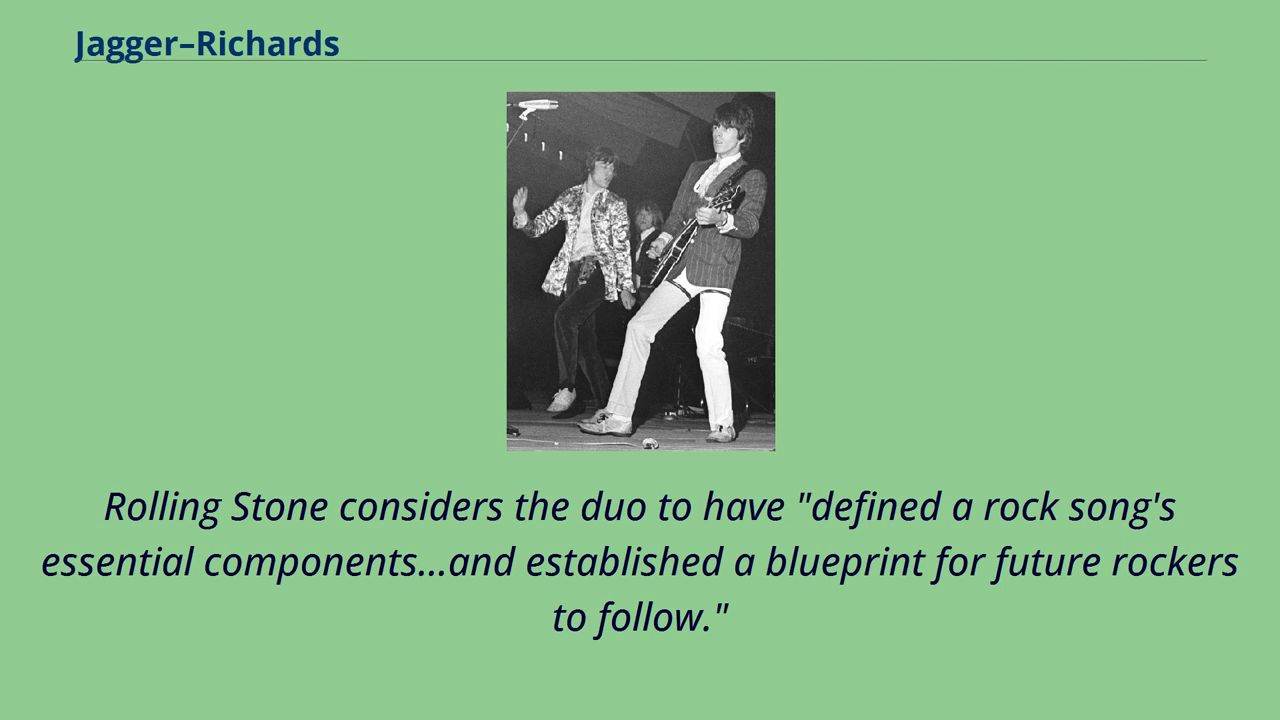 Jagger–Richards
Rolling Stone considers the duo to have "defined a rock song's
essential components...and established a blueprint for future rockers
to follow."